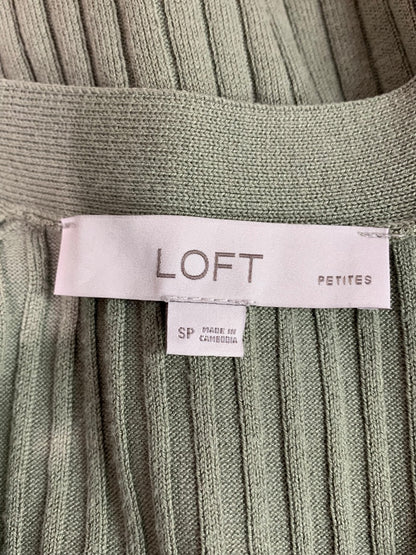 LOFT PETITES
SP MADE IN
CAMBODIA